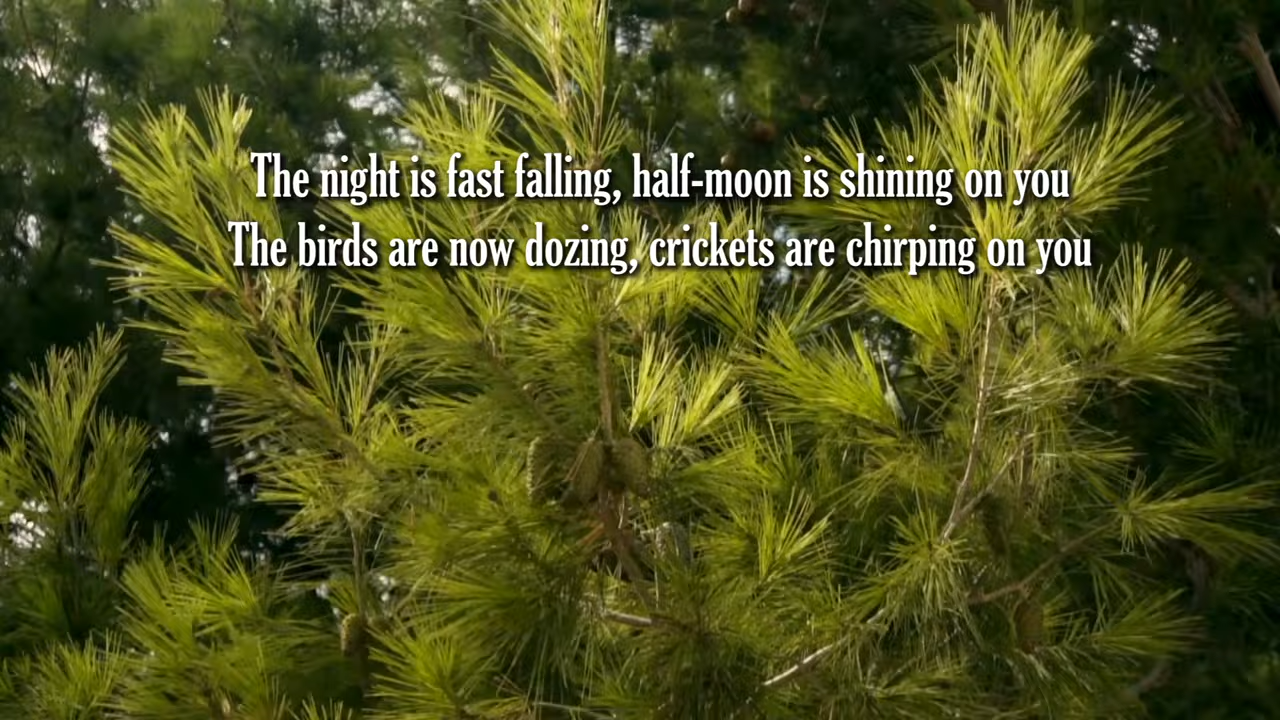 The night is fast falling, half-moon is shining on you
The birds are now dozing, crickets are chirping on you